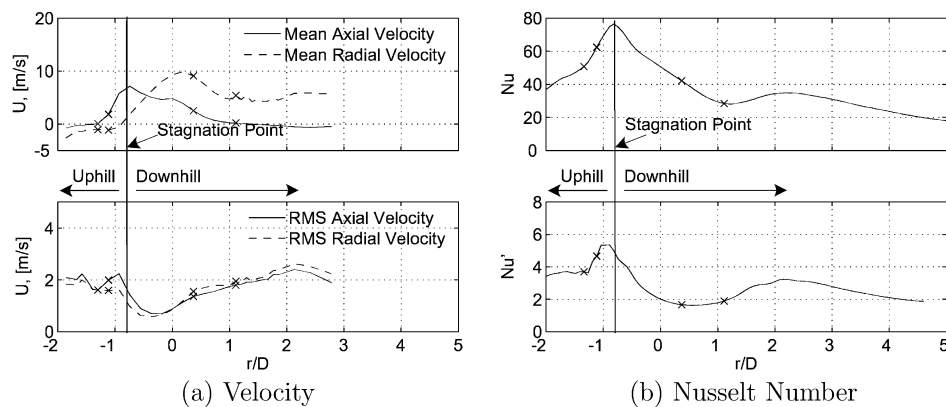 20
15
10
5
0
-5
U, [m/s]
Mean Axial Velocity
Mean Radial Velocity
Stagnation Point
Uphill
Downhill
4
2
0
U, [m/s]
RMS Axial Velocity
RMS Radial Velocity
-2 -1 0 1 2 3 4 5
r/D
(a) Velocity
80
60
40
20
0
Nu
Stagnation Point
Uphill
Downhill
8
6
4
2
0
Nu'
-2 -1 0 1 2 3 4 5
r/D
(b) Nusselt Number